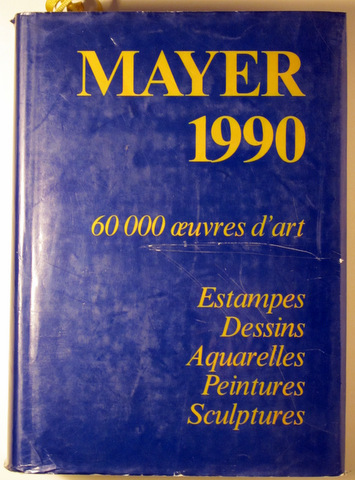 MAYER
1990
60 000 œuvres d'art
Estampes
Dessins
Aquarelles
Peintures
Sculptures